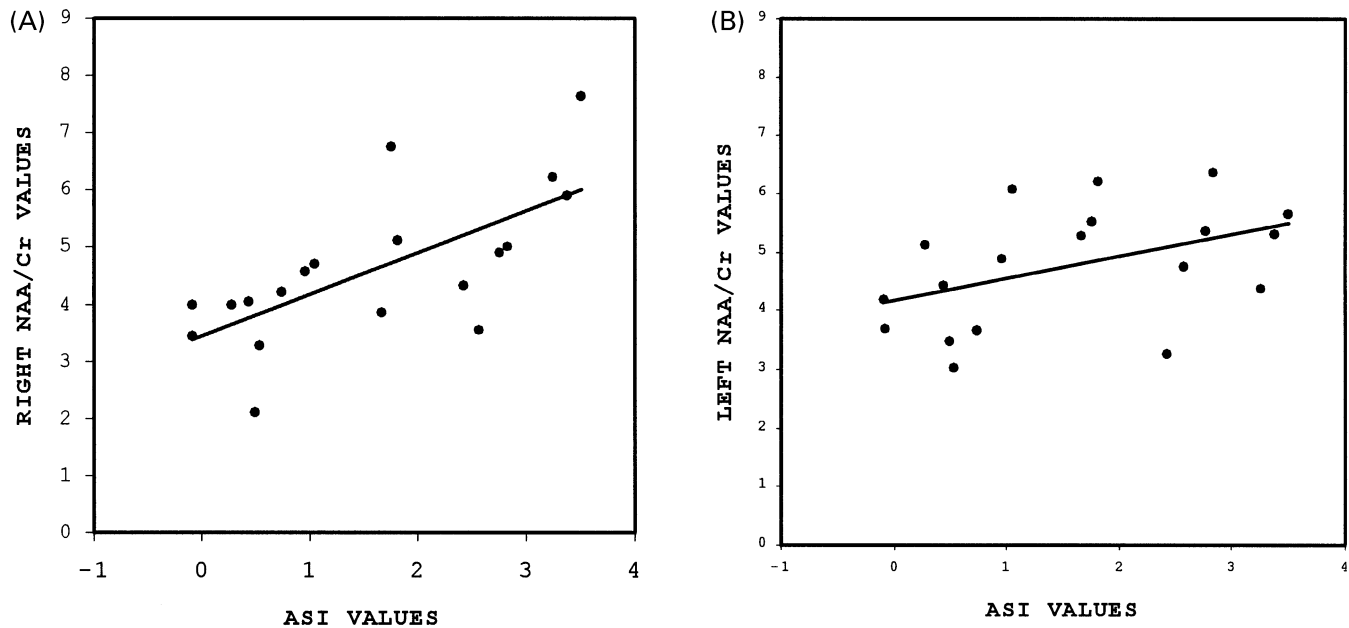 (A)
RIGHT NAA/Cr VALUES
9
8
7
6
5
4
3
2
1
0
−1 0 1 2 3 4
ASI VALUES
(B)
LEFT NAA/Cr VALUES
9
8
7
6
5
4
3
2
1
0
−1 0 1 2 3 4
ASI VALUES